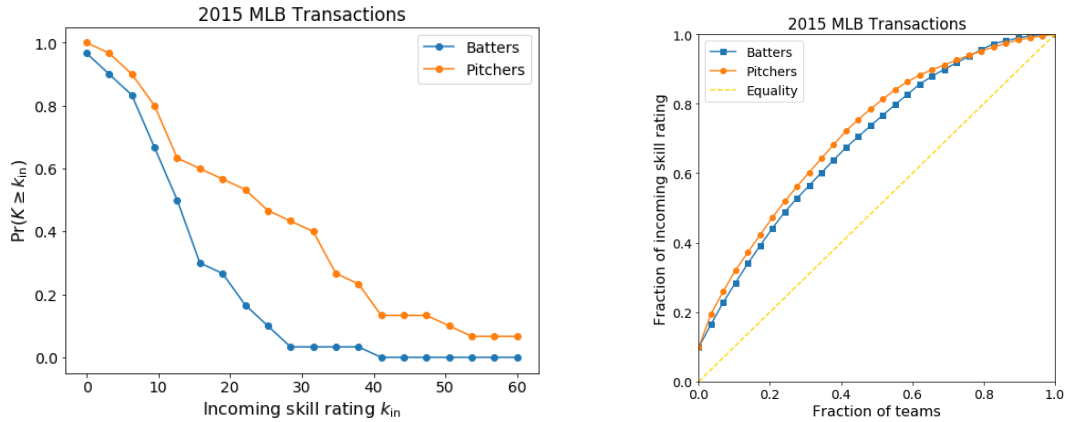 2015 MLB Transactions
Pr(K ≥ k_in)
1.0
0.8
0.6
0.4
0.2
0.0
Batters
Pitchers
0 10 20 30 40 50 60
Incoming skill rating k_in
2015 MLB Transactions
Fraction of incoming skill rating
1.0
0.8
0.6
0.4
0.2
0.0
Batters
Pitchers
Equality
0.0 0.2 0.4 0.6 0.8 1.0
Fraction of teams